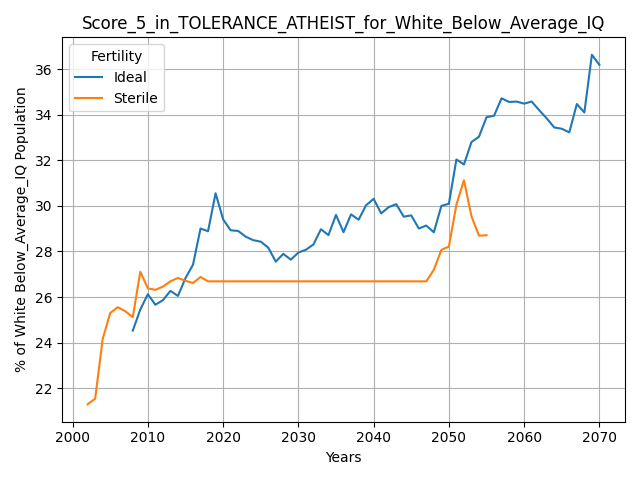 Score_5_in_TOLERANCE_ATHEIST_for_White_Below_Average_IQ
Fertility
Ideal
Sterile
% of White Below_Average_IQ Population
36
34
32
30
28
26
24
22
2000
2010
2020
2030
2040
2050
2060
2070
Years